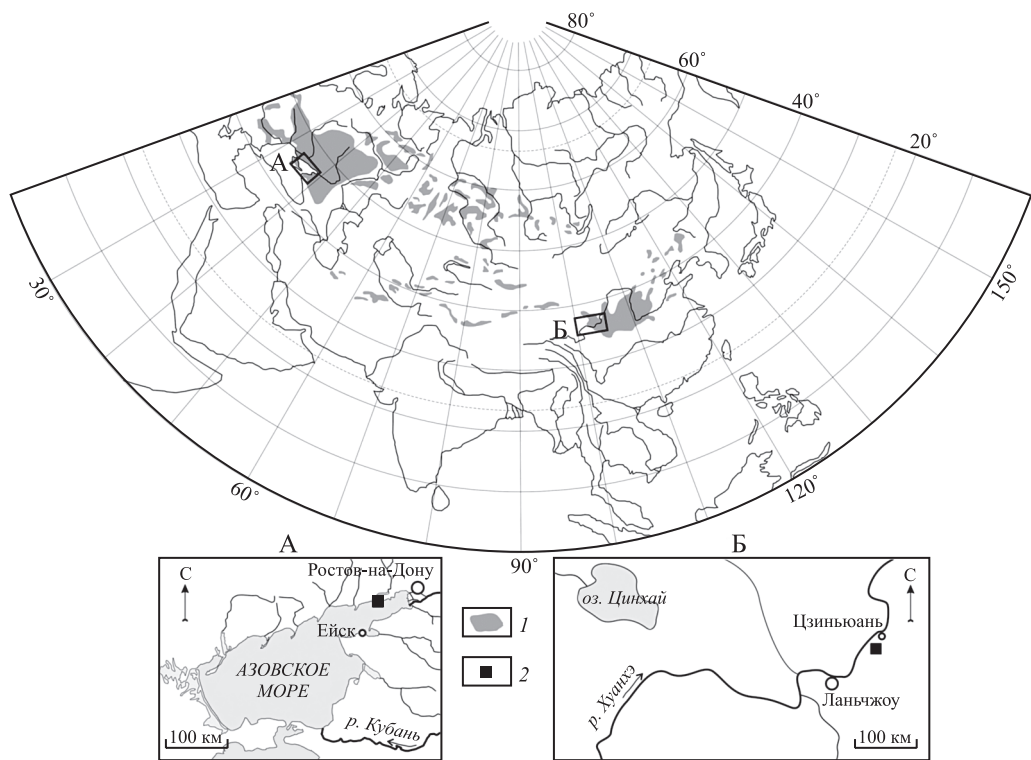 80°
60°
40°
20°
А
Б
30°
150°
60°
120°
90°
А
Б
С
Ростов-на-Дону
Ейск
АЗОВСКОЕ
МОРЕ
р. Кубань
100 км
1
2
оз. Цинхай
С
Цзиньюань
р. Хуанхэ
Ланьчжоу
100 км